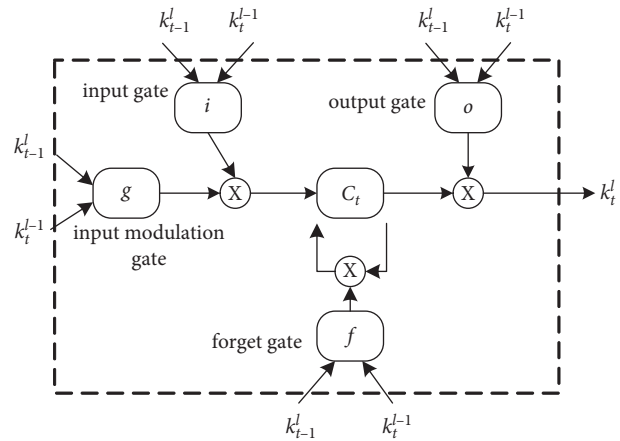 k_{t-1}^{l} k_{t}^{l-1} k_{t-1}^{l} k_{t}^{l-1}
input gate i output gate o
k_{t-1}^{l}
g X C_t X k_{t}^{l}
k_{t}^{l-1}
input modulation
gate
X
forget gate f
k_{t-1}^{l} k_{t}^{l-1}